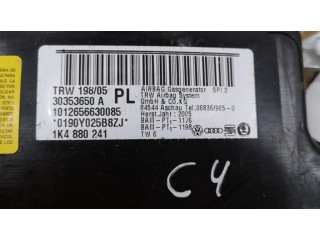 TRW 198/05
30353650 A
PL
1012656630085
*0190Y025B8ZJ*
1K4 880 241
AIRBAG Gasgenerator SPI 2
TRW Airbag System
GmbH & CO.KG
84544 Aschau Tel.08638/965-0
Herst.Jahr: 2005
BAM-PT1-1176
BAM-PT1-1196
TW 6
C4